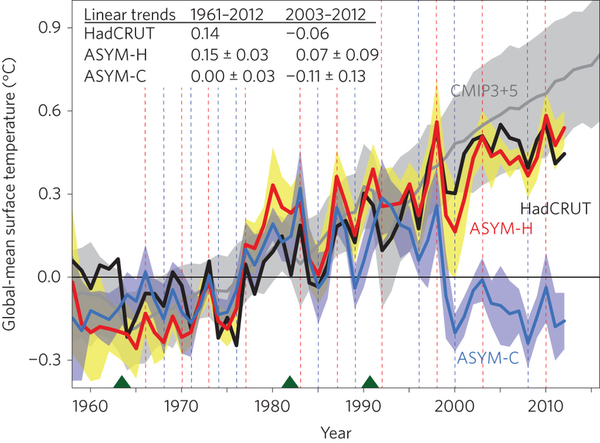 Linear trends 1961–2012 2003–2012
HadCRUT 0.14 −0.06
ASYM-H 0.15 ± 0.03 0.07 ± 0.09
ASYM-C 0.00 ± 0.03 −0.11 ± 0.13
0.9
0.6
0.3
0.0
−0.3
Global-mean surface temperature (°C)
CMIP3+5
HadCRUT
ASYM-H
ASYM-C
1960 1970 1980 1990 2000 2010
Year